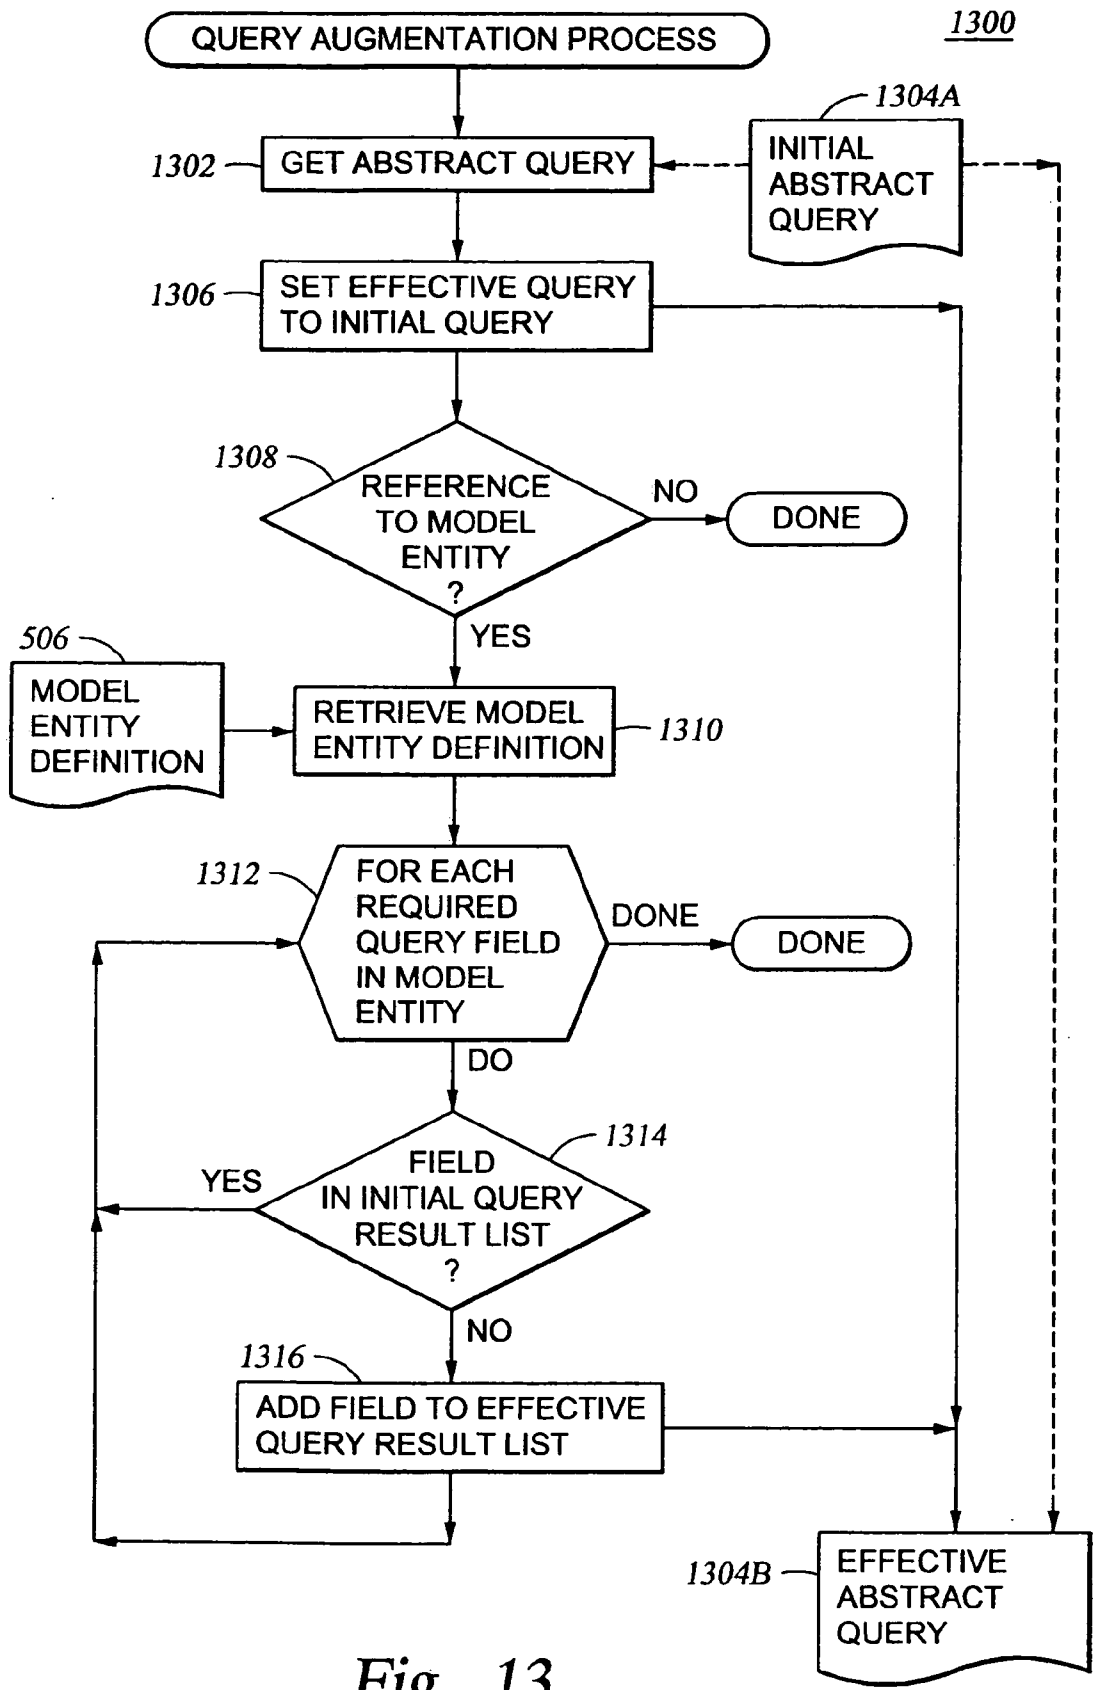 QUERY AUGMENTATION PROCESS
1300
1304A
1302
GET ABSTRACT QUERY
INITIAL
ABSTRACT
QUERY
1306
SET EFFECTIVE QUERY
TO INITIAL QUERY
1308
REFERENCE
TO MODEL
ENTITY
?
NO
DONE
YES
506
MODEL
ENTITY
DEFINITION
RETRIEVE MODEL
ENTITY DEFINITION
1310
1312
FOR EACH
REQUIRED
QUERY FIELD
IN MODEL
ENTITY
DONE
DONE
DO
1314
YES
FIELD
IN INITIAL QUERY
RESULT LIST
?
NO
1316
ADD FIELD TO EFFECTIVE
QUERY RESULT LIST
1304B
EFFECTIVE
ABSTRACT
QUERY
Fig. 13